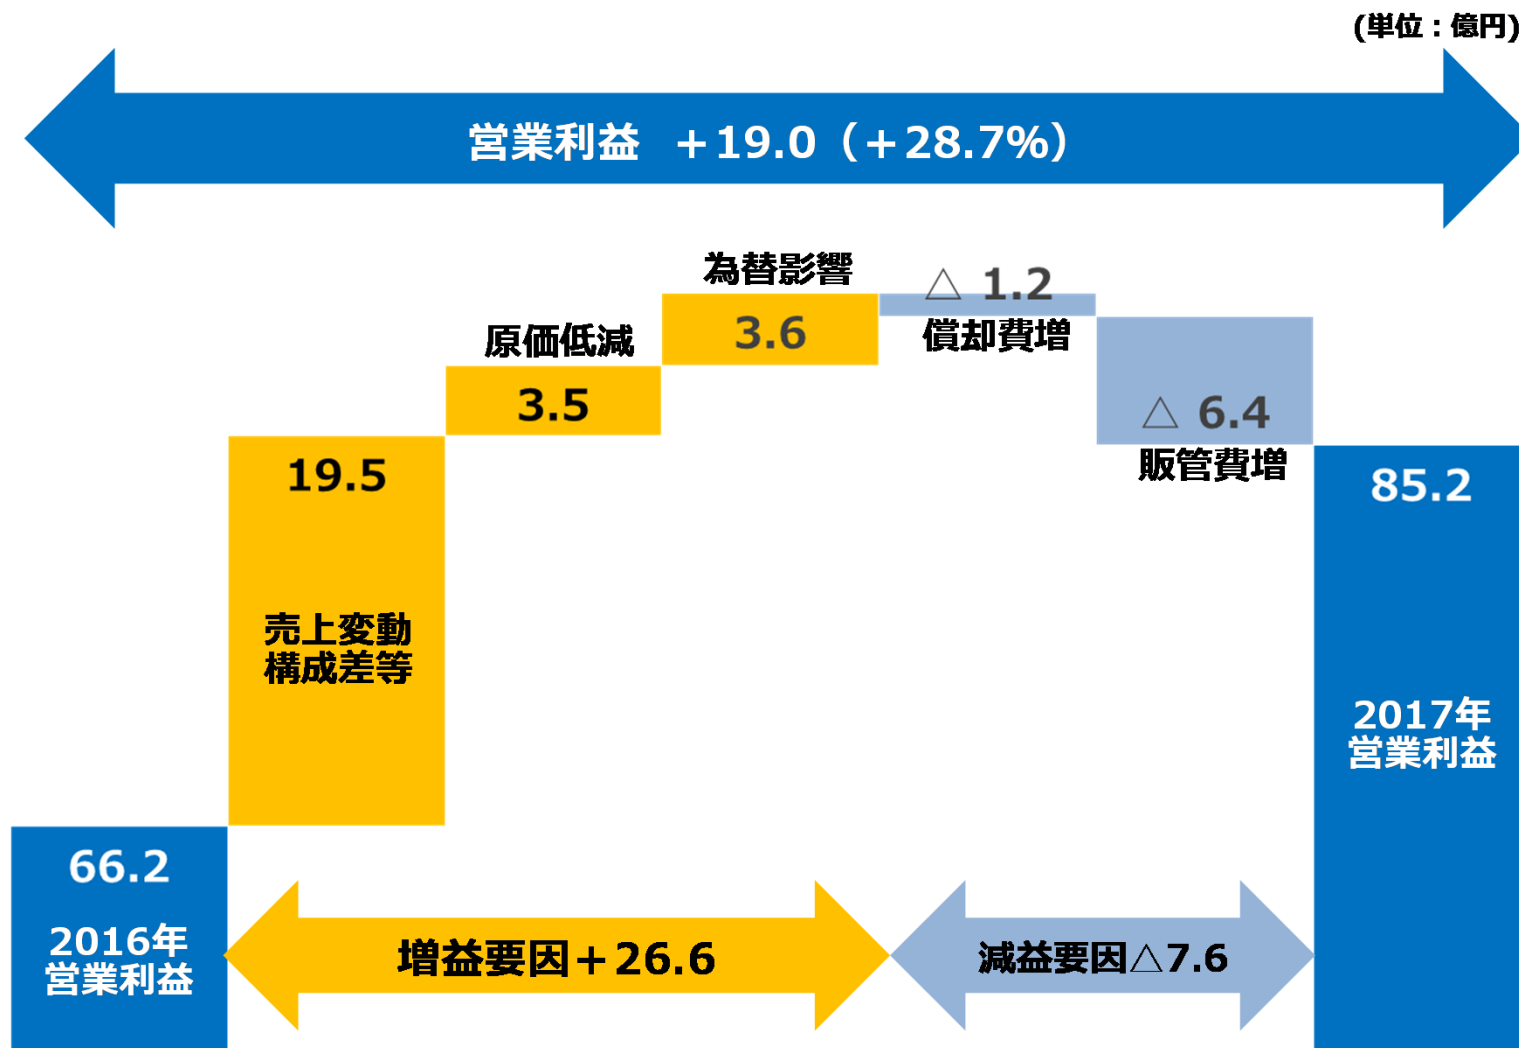 (単位：億円)
営業利益 ＋19.0（＋28.7%）
為替影響
3.6
△ 1.2
償却費増
原価低減
3.5
△ 6.4
販管費増
19.5
売上変動
構成差等
85.2
2017年
営業利益
66.2
2016年
営業利益
増益要因＋26.6
減益要因△7.6